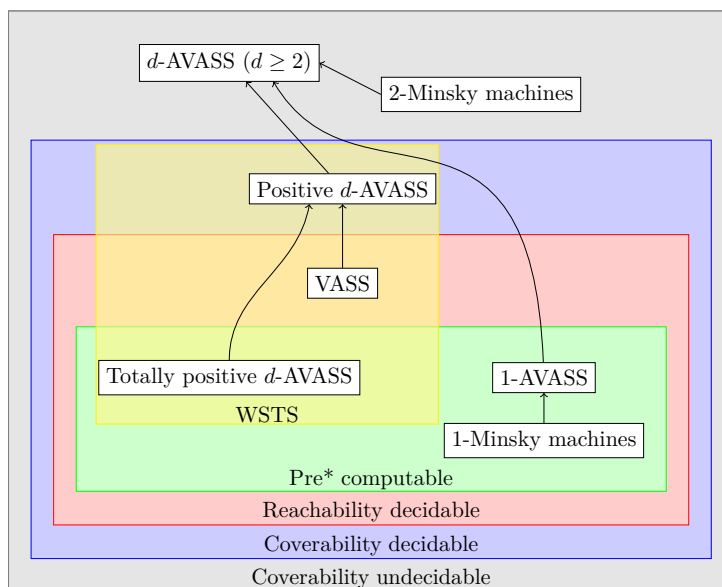 d-AVASS (d ≥ 2)
2-Minsky machines
Positive d-AVASS
VASS
Totally positive d-AVASS
1-AVASS
WSTS
1-Minsky machines
Pre* computable
Reachability decidable
Coverability decidable
Coverability undecidable